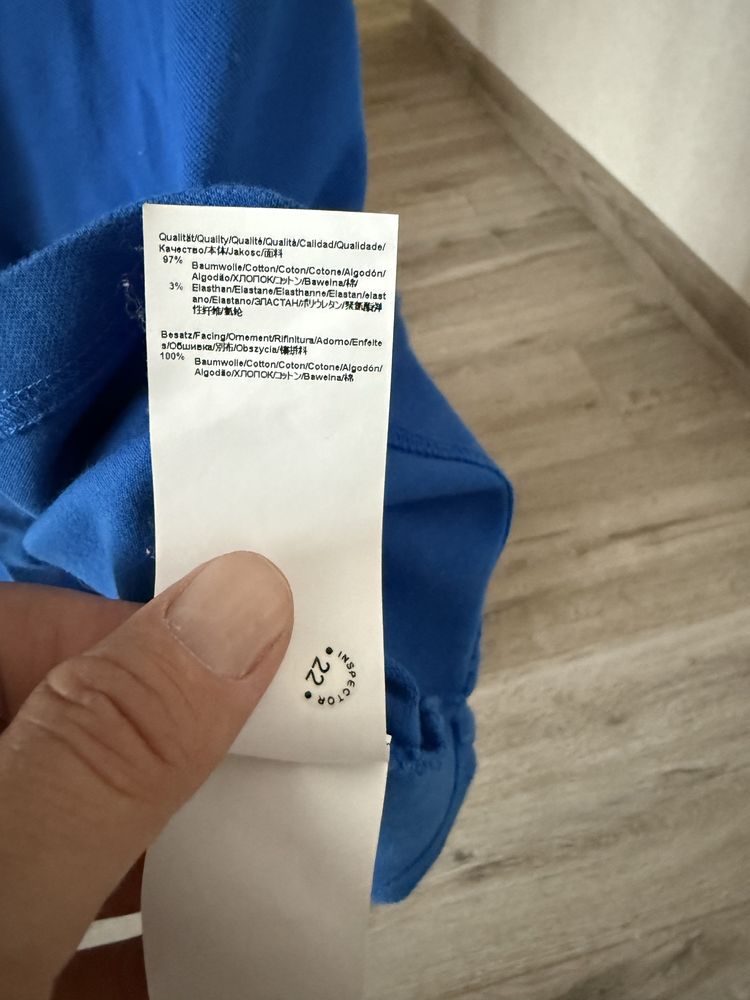 Qualität/Quality/Qualité/Qualità/Calidad/Qualidade/
Качество/本体/Jakosc/面料
97% Baumwolle/Cotton/Coton/Cotone/Algodón/
Algodão/ХЛОПОК/コットン/Bawelna/棉/
3% Elasthan/Elastane/Elasthanne/Elastan/elast
ano/Elastano/ЭЛАСТАН/ポリウレタン/聚氨酯弹
性纤维/氨纶
Besatz/Facing/Ornement/Rifinitura/Adorno/Enfeite
s/Обшивка/別布/Obszycia/镶拼料
100% Baumwolle/Cotton/Coton/Cotone/Algodón/
Algodão/ХЛОПОК/コットン/Bawelna/棉
INSPECTOR
22